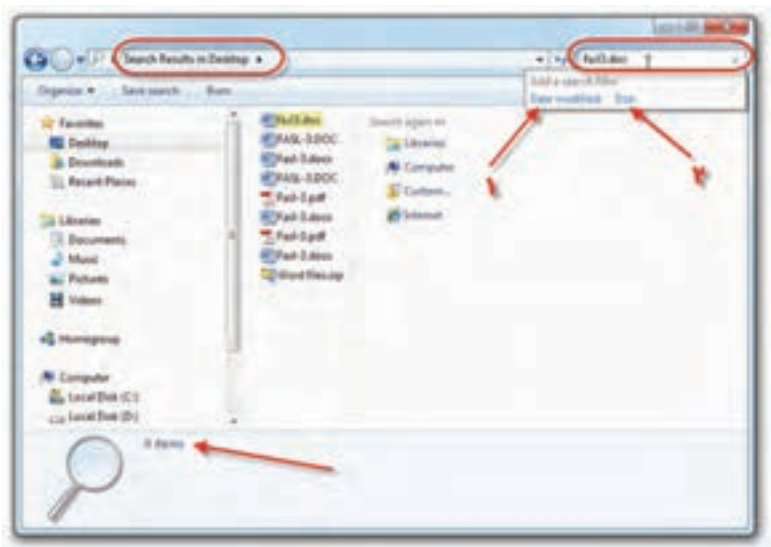 Search Results in Desktop
Fasl3.doc
Add a search filter
Date modified: Size:
Organize Save search Burn
Favorites
Desktop
Downloads
Recent Places
Libraries
Documents
Music
Pictures
Videos
Homegroup
Computer
Local Disk (C:)
Local Disk (D:)
Fasl3.doc
FASL-3.DOC
Fasl-3.docx
FASL-3.DOC
Fasl-3.pdf
Fasl-3.docx
Fasl-3.pdf
Fasl-3.docx
Word files.zip
Search again in:
Libraries
Computer
Custom...
Internet
۱
۲
9 items